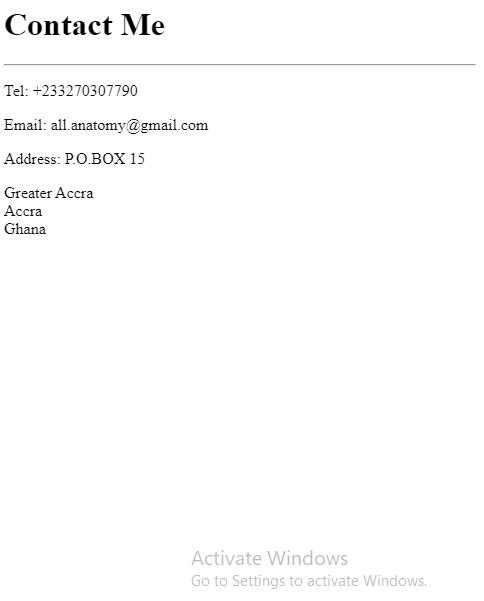 Contact Me
Tel: +233270307790
Email: all.anatomy@gmail.com
Address: P.O.BOX 15
Greater Accra
Accra
Ghana
Activate Windows
Go to Settings to activate Windows.